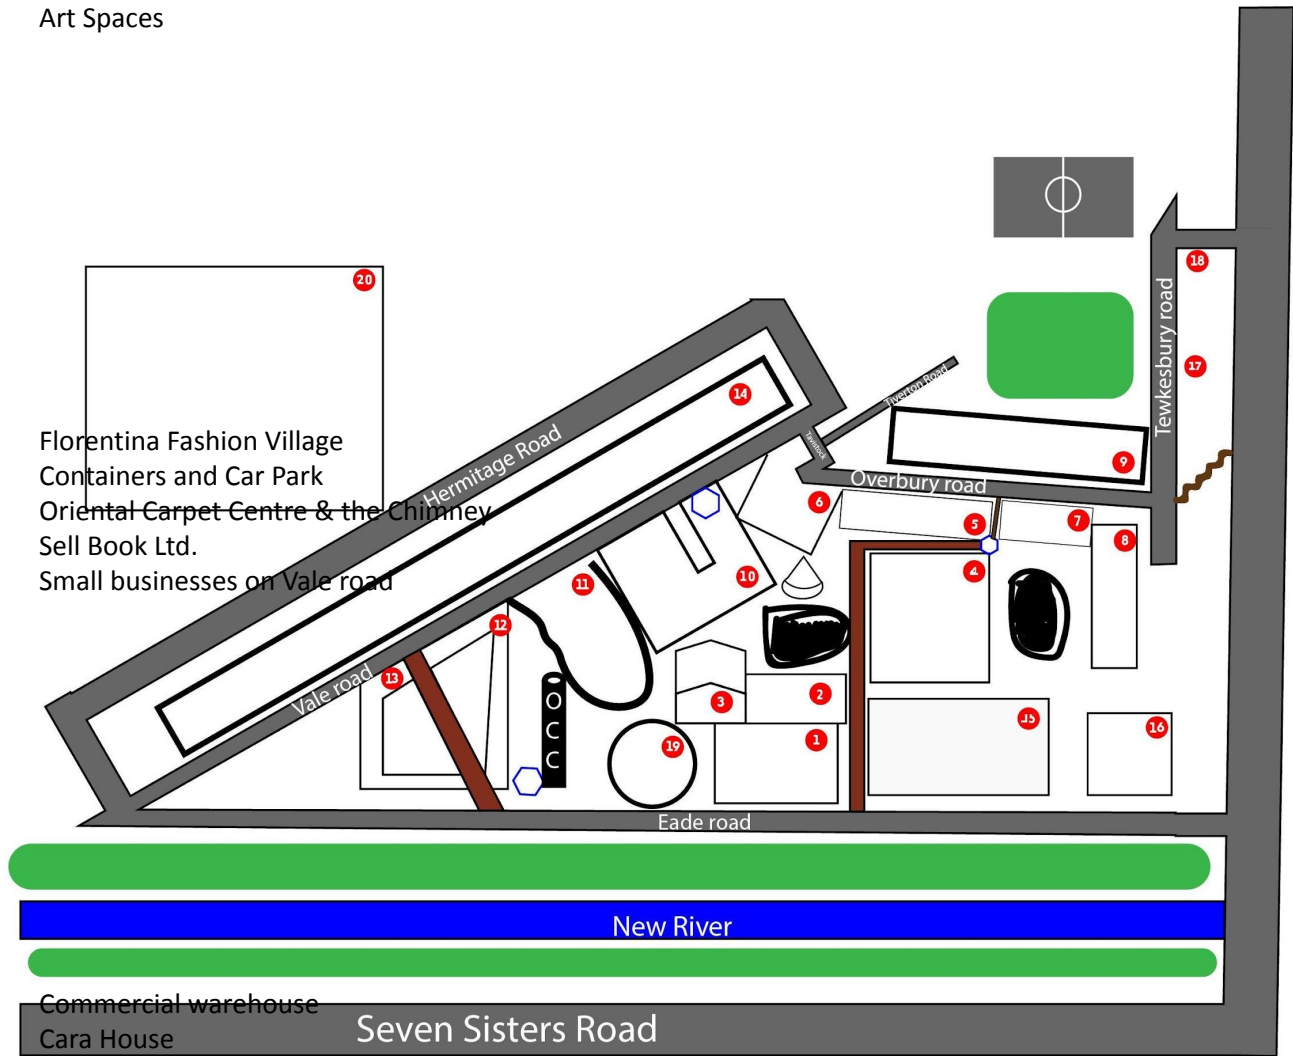 Art Spaces
18
20
Tewkesbury road
17
Tiverton Road
14
Hermitage Road
Tavistock
Florentina Fashion Village
Containers and Car Park
Oriental Carpet Centre & the Chimney
Sell Book Ltd.
Small businesses on Vale road
9
Overbury road
6
5
7
8
4
10
11
12
13
Vale road
OCC
3
2
19
1
15
16
Eade road
New River
Commercial warehouse
Cara House
Seven Sisters Road